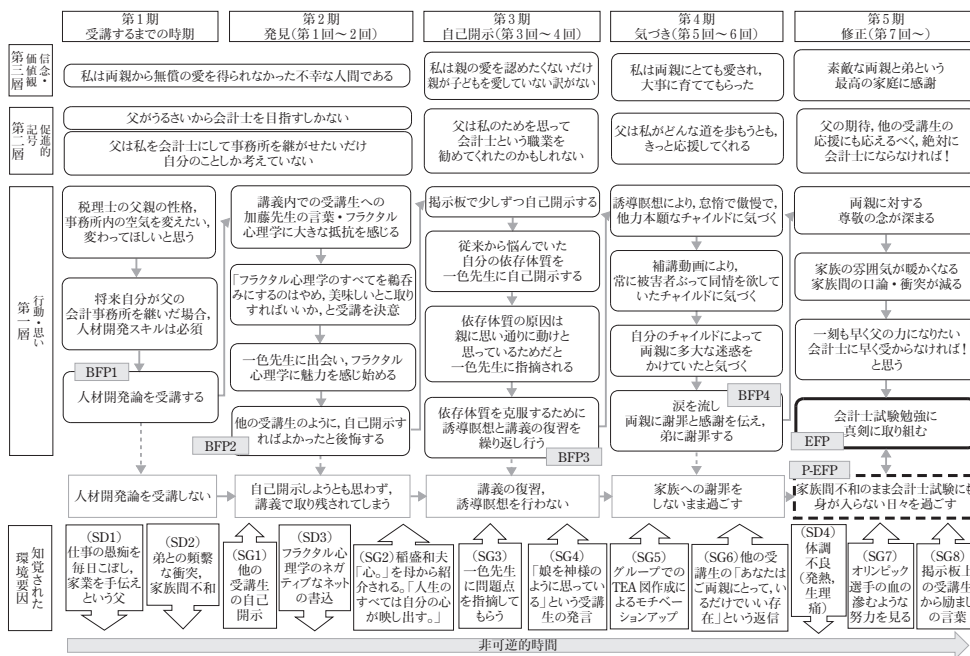 第1期
受講するまでの時期
第2期
発見(第1回〜2回)
第3期
自己開示(第3回〜4回)
第4期
気づき(第5回〜6回)
第5期
修正(第7回〜)
第三層
信念・価値観
私は両親から無償の愛を得られなかった不幸な人間である
私は親の愛を認めたくないだけ
親が子どもを愛していない訳がない
私は両親にとても愛され,
大事に育ててもらった
素敵な両親と弟という
最高の家庭に感謝
第二層
促進的記号
父がうるさいから会計士を目指すしかない
父は私を会計士にして事務所を継がせたいだけ
自分のことしか考えていない
父は私のためを思って
会計士という職業を
勧めてくれたのかもしれない
父は私がどんな道を歩もうとも,
きっと応援してくれる
父の期待, 他の受講生の
応援にも応えるべく, 絶対に
会計士にならなければ!
第一層
行動・思い
税理士の父親の性格,
事務所内の空気を変えたい,
変わってほしいと思う
将来自分が父の
会計事務所を継いだ場合,
人材開発スキルは必須
BFP1
人材開発論を受講する
講義内での受講生への
加藤先生の言葉・フラクタル
心理学に大きな抵抗を感じる
「フラクタル心理学のすべてを鵜呑
みにするのはやめ, 美味しいとこ取り
すればいいか, と受講を決意
一色先生に出会い, フラクタル
心理学に魅力を感じ始める
他の受講生のように, 自己開示す
ればよかったと後悔する
BFP2
掲示板で少しずつ自己開示する
従来から悩んでいた
自分の依存体質を
一色先生に自己開示する
依存体質の原因は
親に思い通りに動けと
思っているためだと
一色先生に指摘される
依存体質を克服するために
誘導瞑想と講義の復習を
繰り返し行う
BFP3
誘導瞑想により, 怠惰で傲慢で,
他力本願なチャイルドに気づく
補講動画により,
常に被害者ぶって同情を欲して
いたチャイルドに気づく
自分のチャイルドによって
両親に多大な迷惑を
かけていたと気づく
BFP4
涙を流し
両親に謝罪と感謝を伝え,
弟に謝罪する
両親に対する
尊敬の念が深まる
家族の雰囲気が暖かくなる
家族間の口論・衝突が減る
一刻も早く父の力になりたい
会計士に早く受からなければ!
と思う
会計士試験勉強に
真剣に取り組む
EFP
P-EFP
人材開発論を受講しない
自己開示しようとも思わず,
講義で取り残されてしまう
講義の復習,
誘導瞑想を行わない
家族への謝罪を
しないまま過ごす
家族間不和のまま会計士試験にも
身が入らない日々を過ごす
知覚された
環境要因
(SD1)
仕事の愚痴を
毎日こぼし,
家業を手伝え
という父
(SD2)
弟との頻繁
な衝突,
家族間不和
(SG1)
他の
受講生
の自己
開示
(SD3)
フラクタル心
理学のネガ
ティブなネット
の書込
(SG2)稲盛和夫
「心。」を母から紹
介される。「人生の
すべては自分の心
が映し出す。」
(SG3)
一色先生
に問題点
を指摘して
もらう
(SG4)
「娘を神様の
ように思って
いる」という受講
生の発言
(SG5)
グループでの
TEA図作成に
よるモチベー
ションアップ
(SG6)他の受
講生の「あなたは
ご両親にとって, い
るだけでいい存
在」という返信
(SD4)
体調
不良
(発熱,
生理
痛)
(SG7)
オリンピック
選手の血の
滲むような
努力を見る
(SG8)
掲示板上
の受講生
から励まし
の言葉
非可逆的時間